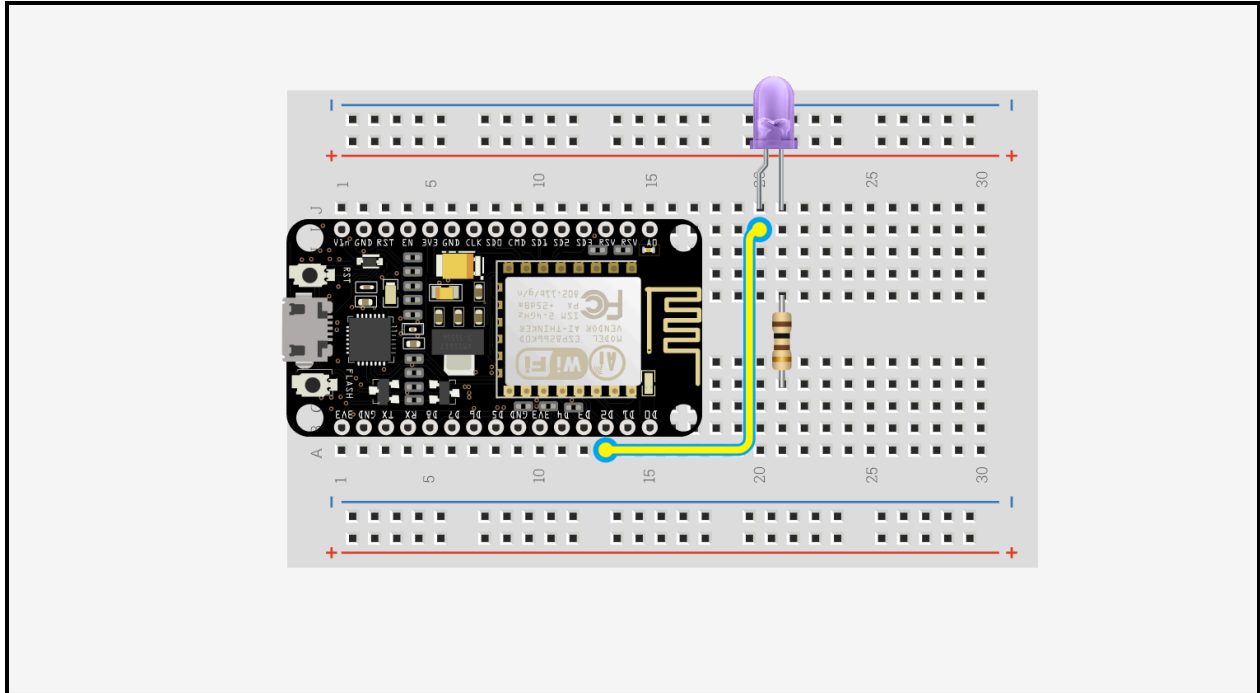 − −
+ +
1 5 10 15 20 25 30
J
I
Vin GND RST EN 3V3 GND CLK SD0 CMD SD1 SD2 SD3 RSV RSV A0
RST
MODEL ESP8266MOD
VENDOR AI-THINKER
ISM 2.4GHz
PA +25dBm
802.11b/g/n
FC
Ai
WiFi
FLASH
3V3 GND TX RX D8 D7 D6 D5 GND 3V3 D4 D3 D2 D1 D0
A
1 5 10 15 20 25 30
− −
+ +